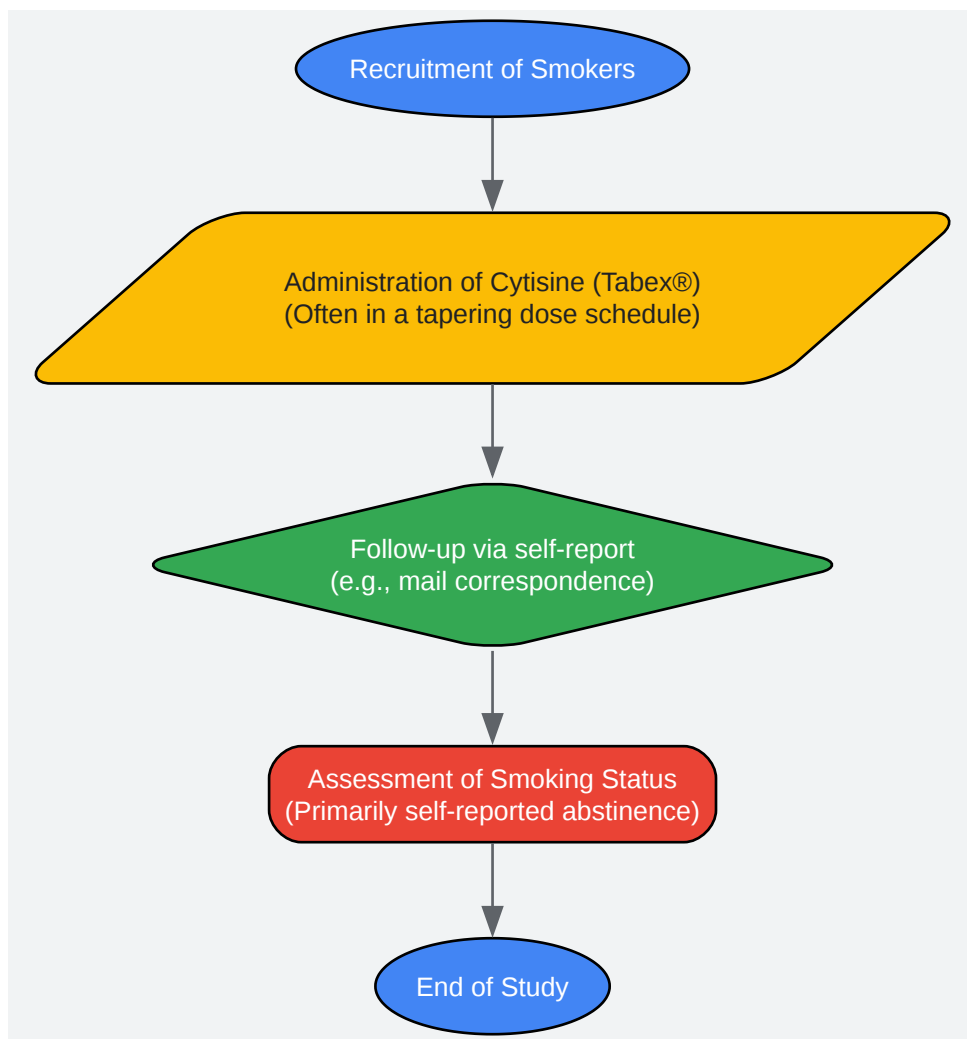 Recruitment of Smokers
Administration of Cytisine (Tabex®)
(Often in a tapering dose schedule)
Follow-up via self-report
(e.g., mail correspondence)
Assessment of Smoking Status
(Primarily self-reported abstinence)
End of Study